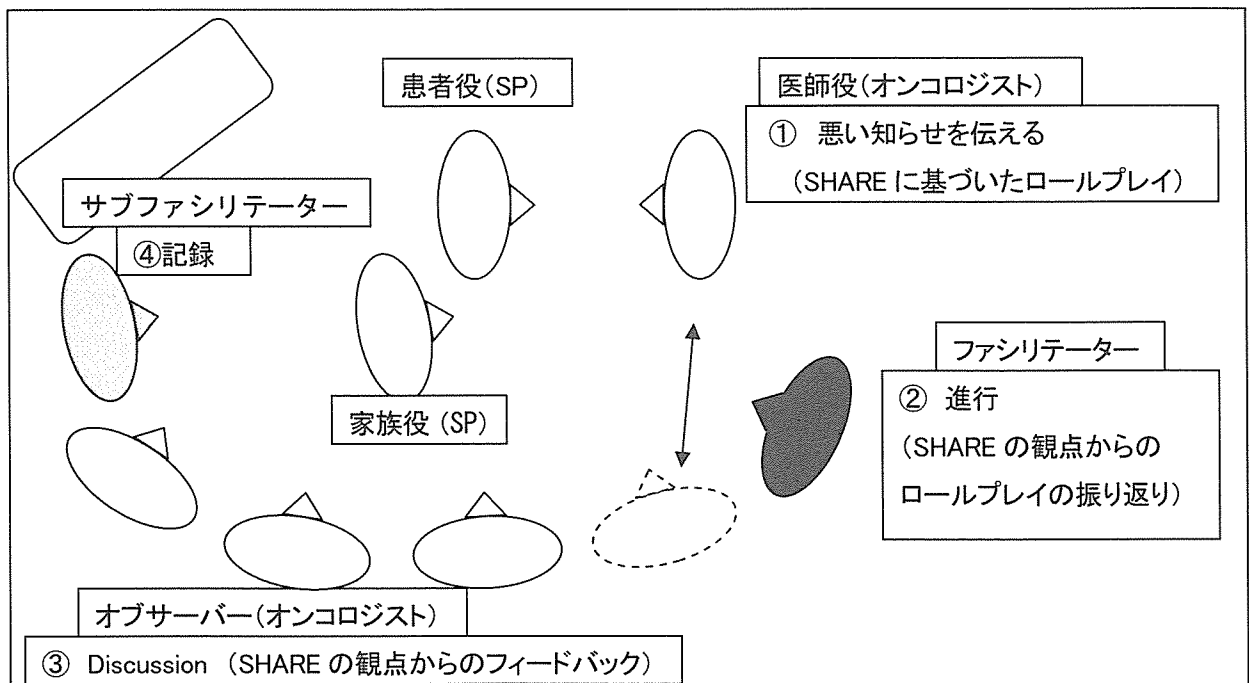 患者役(SP)
医師役(オンコロジスト)
① 悪い知らせを伝える
(SHARE に基づいたロールプレイ)
サブファシリテーター
④記録
ファシリテーター
② 進行
(SHARE の観点からの
ロールプレイの振り返り)
家族役 (SP)
オブサーバー(オンコロジスト)
③ Discussion (SHARE の観点からのフィードバック)